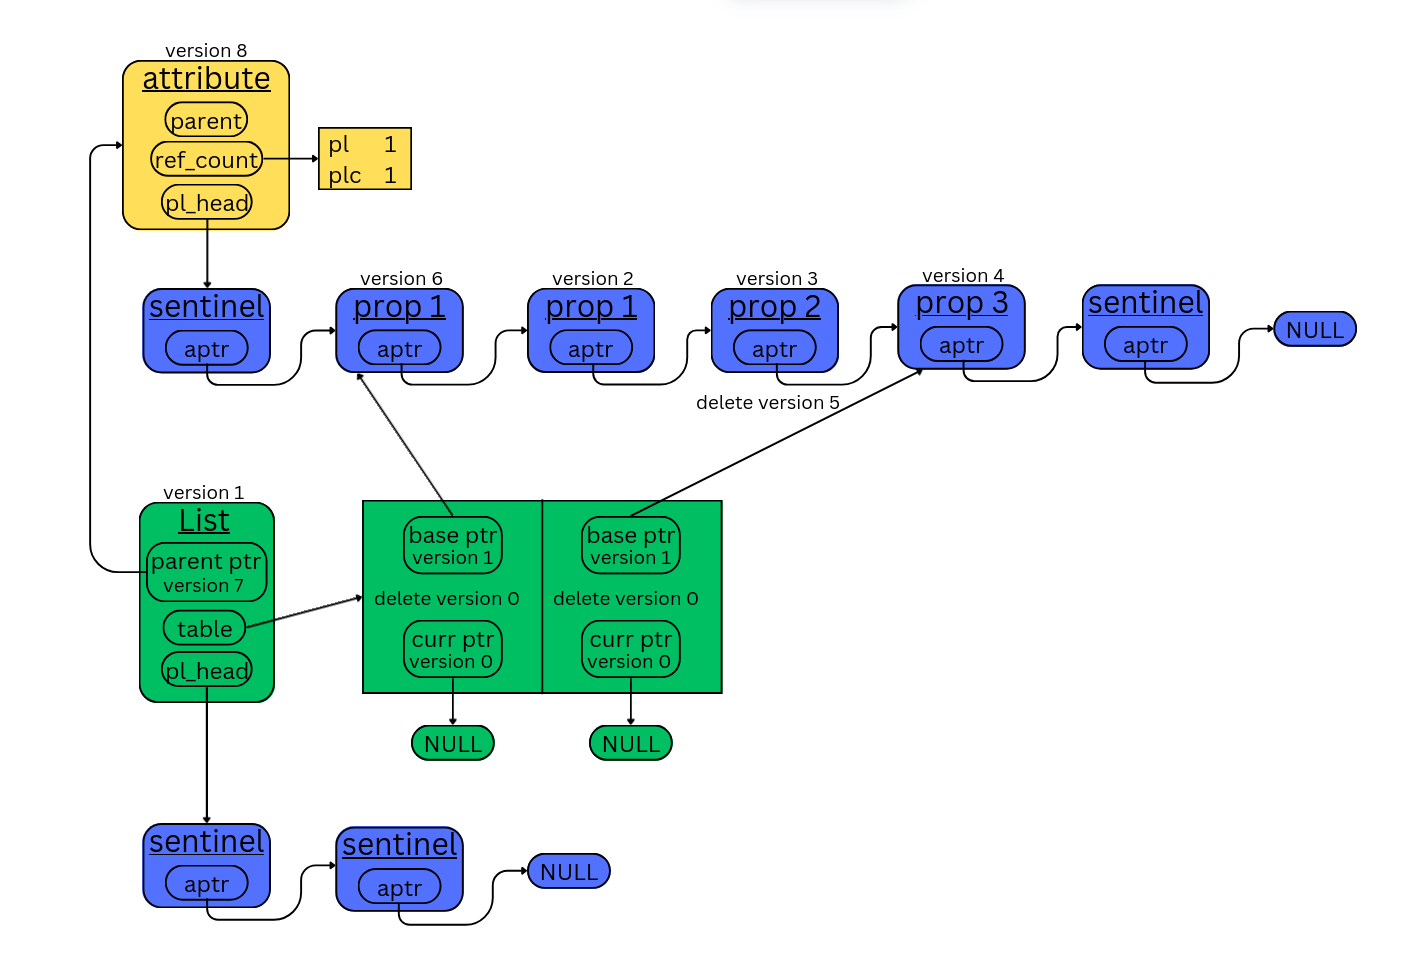 version 8
attribute
parent
ref_count
pl 1
plc 1
pl_head
version 6
version 2
version 3
version 4
sentinel
prop 1
prop 1
prop 2
prop 3
sentinel
aptr
aptr
aptr
aptr
aptr
aptr
NULL
delete version 5
version 1
List
parent ptr
version 7
table
pl_head
base ptr
version 1
delete version 0
curr ptr
version 0
base ptr
version 1
delete version 0
curr ptr
version 0
NULL
NULL
sentinel
aptr
sentinel
aptr
NULL